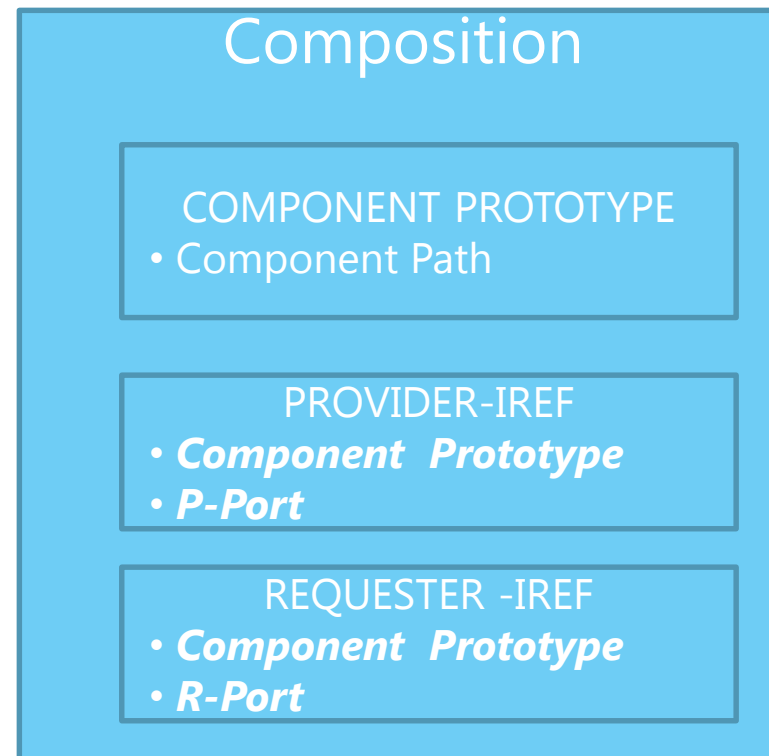 Composition
COMPONENT PROTOTYPE
• Component Path
PROVIDER-IREF
• Component Prototype
• P-Port
REQUESTER -IREF
• Component Prototype
• R-Port